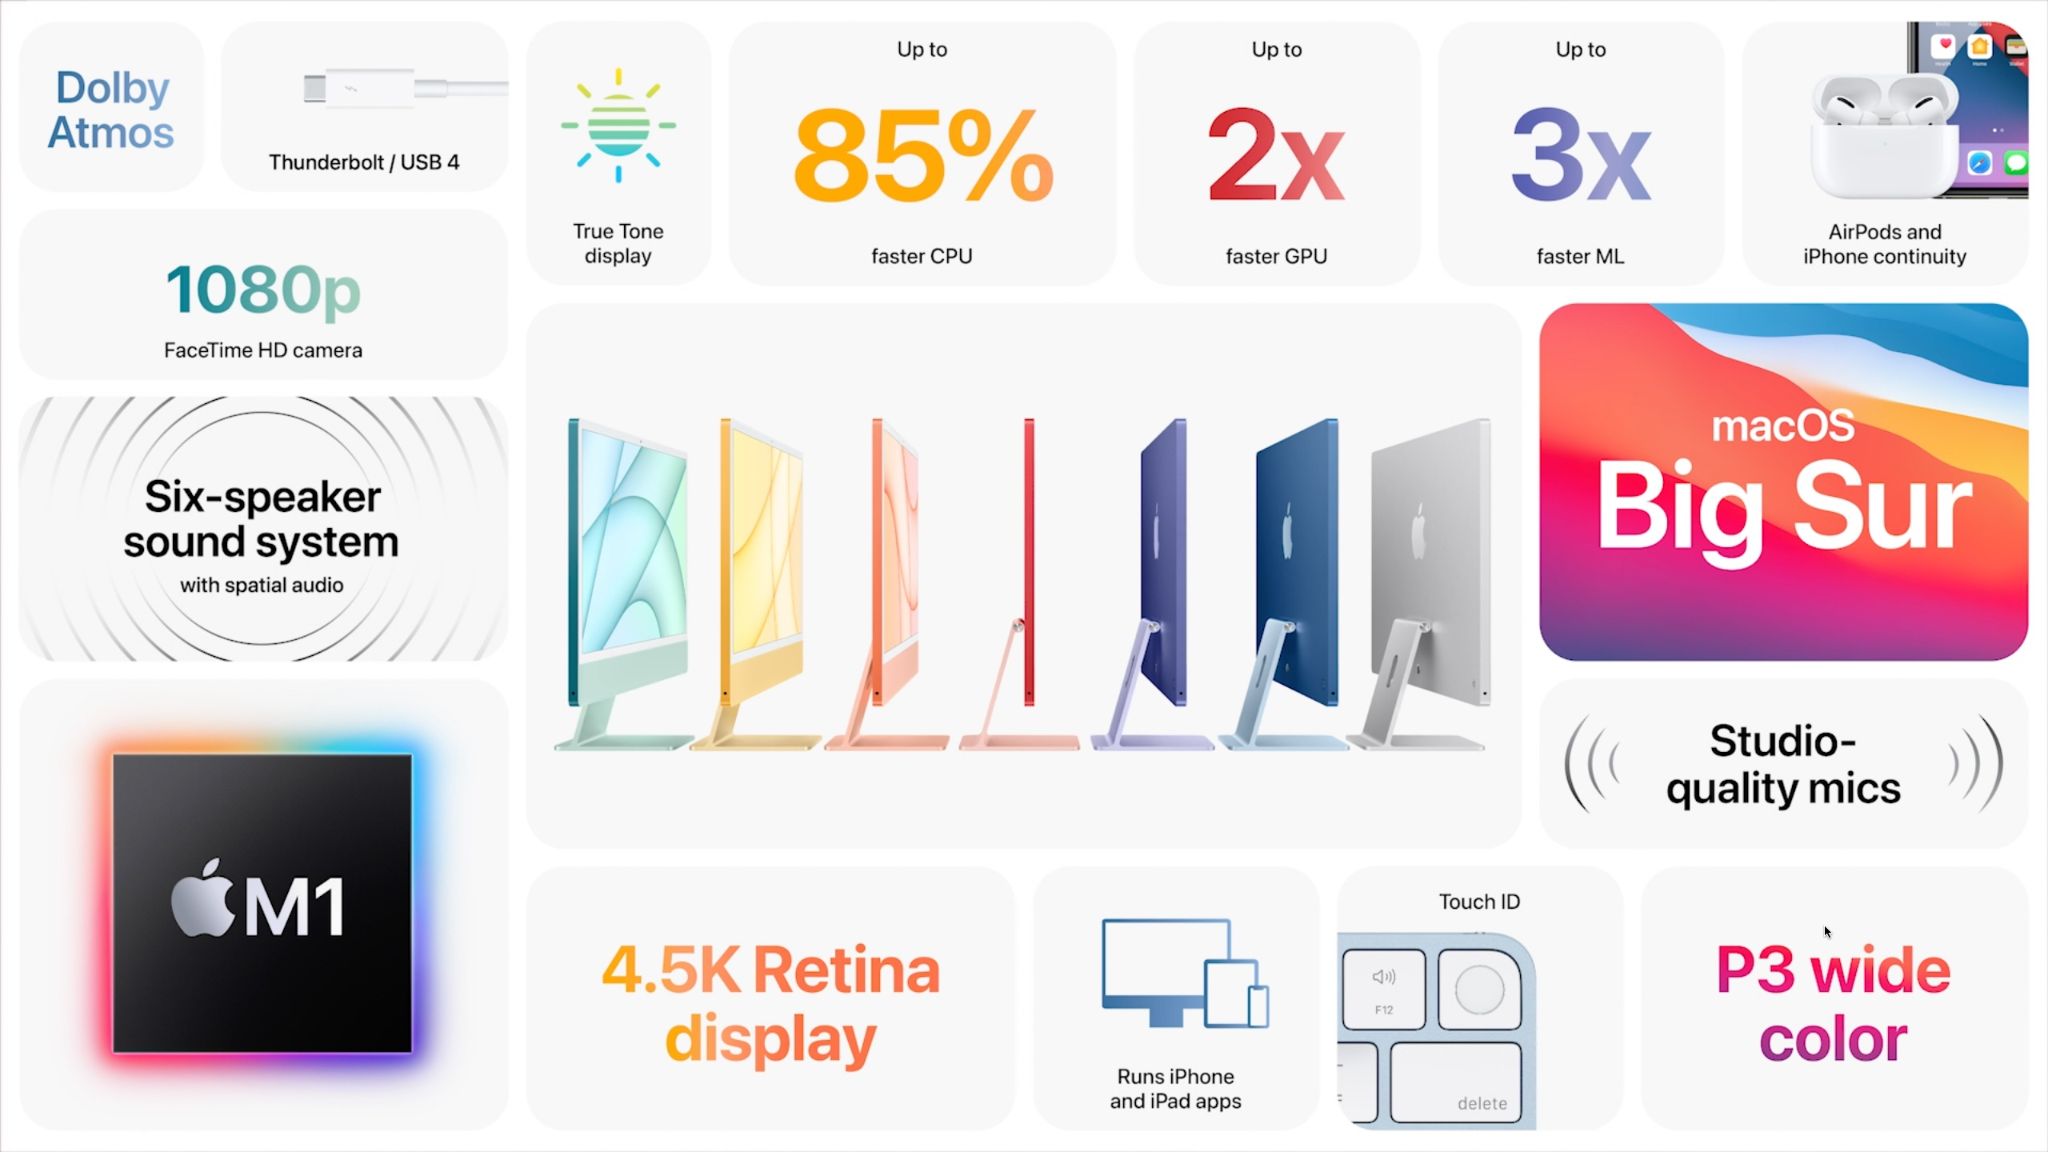 Dolby
Atmos
Thunderbolt / USB 4
True Tone
display
Up to
85%
faster CPU
Up to
2x
faster GPU
Up to
3x
faster ML
AirPods and
iPhone continuity
1080p
FaceTime HD camera
Six-speaker
sound system
with spatial audio
macOS
Big Sur
Studio-
quality mics
M1
4.5K Retina
display
Runs iPhone
and iPad apps
Touch ID
F12
delete
P3 wide
color